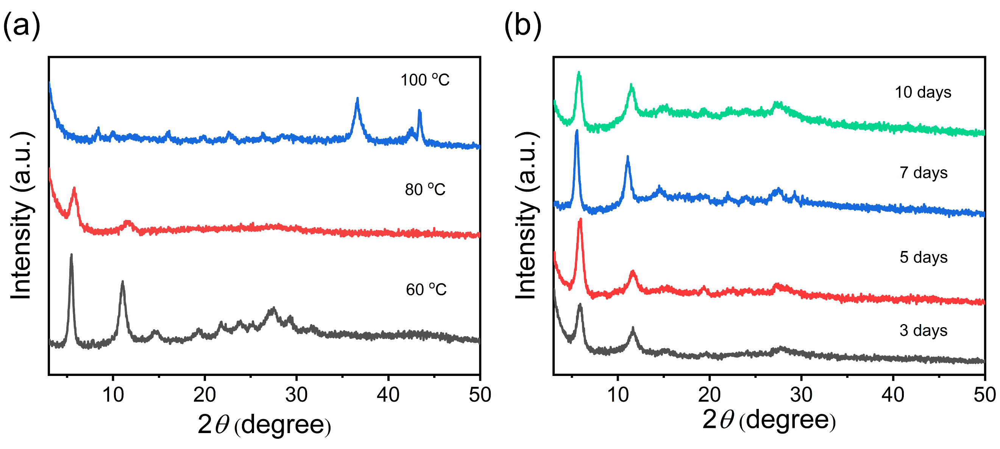 (a)
(b)
100 °C
80 °C
60 °C
Intensity (a.u.)
10 20 30 40 50
2θ (degree)
10 days
7 days
5 days
3 days
Intensity (a.u.)
10 20 30 40 50
2θ (degree)